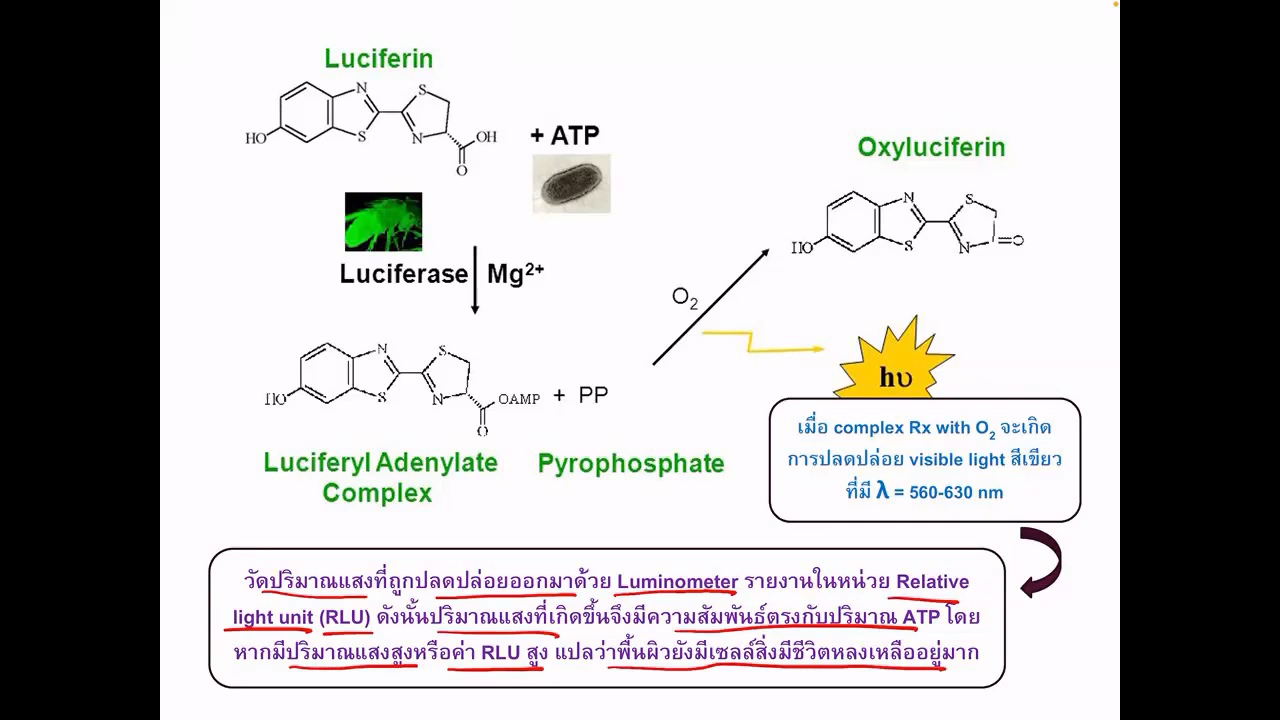 Luciferin
N
S
HO
S
N
OH
O
+ ATP
Luciferase
Mg2+
Oxyluciferin
N
S
HO
S
N
O
O2
hυ
N
S
HO
S
N
OAMP
O
+ PP
Luciferyl Adenylate
Complex
Pyrophosphate
เมื่อ complex Rx with O2 จะเกิด
การปลดปล่อย visible light สีเขียว
ที่มี λ = 560-630 nm
วัดปริมาณแสงที่ถูกปลดปล่อยออกมาด้วย Luminometer รายงานในหน่วย Relative
light unit (RLU) ดังนั้นปริมาณแสงที่เกิดขึ้นจึงมีความสัมพันธ์ตรงกับปริมาณ ATP โดย
หากมีปริมาณแสงสูงหรือค่า RLU สูง แปลว่าพื้นผิวยังมีเซลล์สิ่งมีชีวิตหลงเหลืออยู่มาก